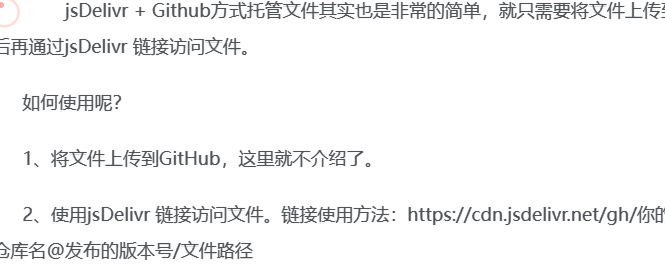 jsDelivr + Github方式托管文件其实也是非常的简单，就只需要将文件上传到
后再通过jsDelivr 链接访问文件。
如何使用呢？
1、将文件上传到GitHub，这里就不介绍了。
2、使用jsDelivr 链接访问文件。链接使用方法：https://cdn.jsdelivr.net/gh/你的
仓库名@发布的版本号/文件路径